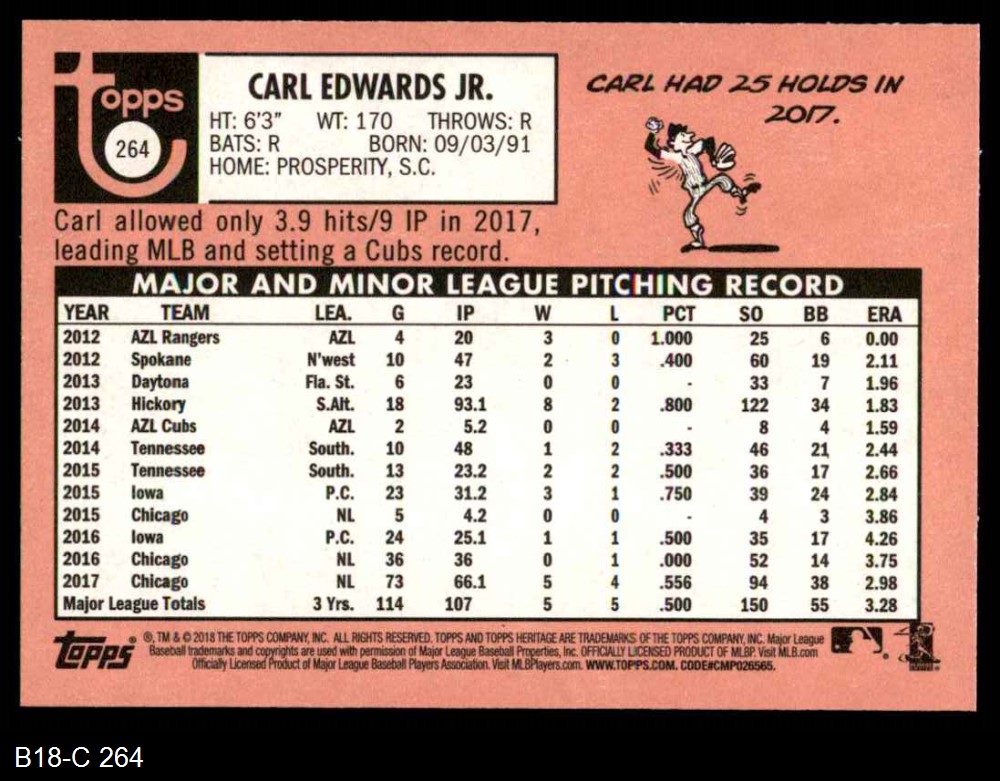 Topps
264
CARL EDWARDS JR.
HT: 6'3" WT: 170 THROWS: R
BATS: R BORN: 09/03/91
HOME: PROSPERITY, S.C.
CARL HAD 25 HOLDS IN
2017.
Carl allowed only 3.9 hits/9 IP in 2017,
leading MLB and setting a Cubs record.
MAJOR AND MINOR LEAGUE PITCHING RECORD
YEAR TEAM LEA. G IP W L PCT SO BB ERA
2012 AZL Rangers AZL 4 20 3 0 1.000 25 6 0.00
2012 Spokane N'west 10 47 2 3 .400 60 19 2.11
2013 Daytona Fla. St. 6 23 0 0 - 33 7 1.96
2013 Hickory S.Atl. 18 93.1 8 2 .800 122 34 1.83
2014 AZL Cubs AZL 2 5.2 0 0 - 8 4 1.59
2014 Tennessee South. 10 48 1 2 .333 46 21 2.44
2015 Tennessee South. 13 23.2 2 2 .500 36 17 2.66
2015 Iowa P.C. 23 31.2 3 1 .750 39 24 2.84
2015 Chicago NL 5 4.2 0 0 - 4 3 3.86
2016 Iowa P.C. 24 25.1 1 1 .500 35 17 4.26
2016 Chicago NL 36 36 0 1 .000 52 14 3.75
2017 Chicago NL 73 66.1 5 4 .556 94 38 2.98
Major League Totals 3 Yrs. 114 107 5 5 .500 150 55 3.28
TOPPS
®, TM & © 2018 THE TOPPS COMPANY, INC. ALL RIGHTS RESERVED. TOPPS AND TOPPS HERITAGE ARE TRADEMARKS OF THE TOPPS COMPANY, INC. Major League
Baseball trademarks and copyrights are used with permission of Major League Baseball Properties, Inc. OFFICIALLY LICENSED PRODUCT OF MLBP. Visit MLB.com
Officially Licensed Product of Major League Baseball Players Association. Visit MLBPlayers.com. WWW.TOPPS.COM. CODE#CMP026565.
B18-C 264